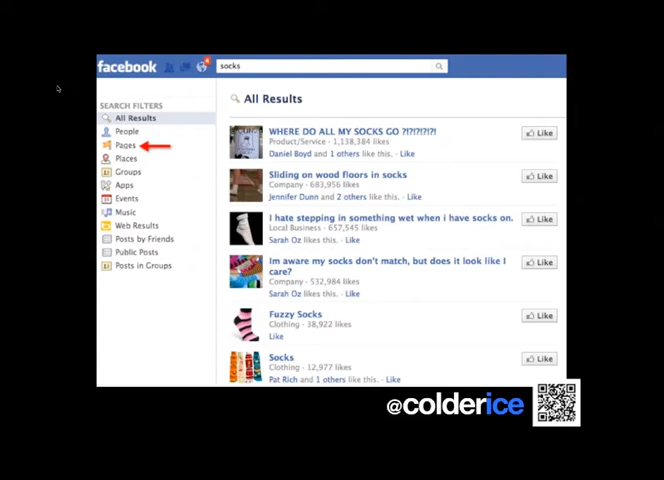 facebook
4
socks
SEARCH FILTERS
All Results
People
Pages
Places
Groups
Apps
Events
Music
Web Results
Posts by Friends
Public Posts
Posts in Groups
All Results
WHERE DO ALL MY SOCKS GO ?!?!?!?!
Product/Service · 1,138,384 likes
Daniel Boyd and 1 others like this. · Like
Like
Sliding on wood floors in socks
Company · 683,956 likes
Jennifer Dunn and 2 others like this. · Like
Like
I hate stepping in something wet when i have socks on.
Local Business · 657,545 likes
Sarah Oz likes this. · Like
Like
Im aware my socks don't match, but does it look like I
care?
Company · 532,984 likes
Sarah Oz likes this. · Like
Like
Fuzzy Socks
Clothing · 38,922 likes
Like
Like
Socks
Clothing · 12,977 likes
Pat Rich and 1 others like this. · Like
Like
@colderice